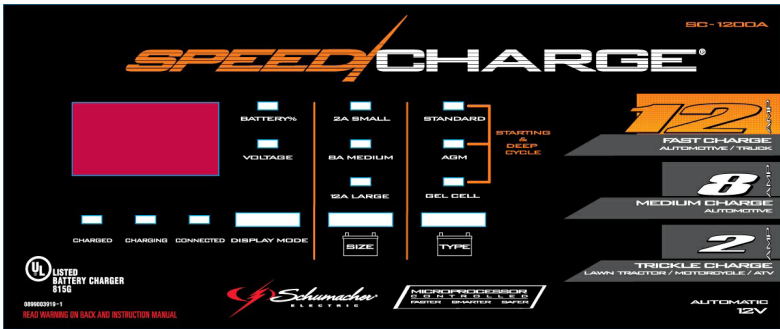 SC-1200A
SPEED CHARGE®
BATTERY%
VOLTAGE
2A SMALL
8A MEDIUM
12A LARGE
STANDARD
AGM
GEL CELL
STARTING
&
DEEP
CYCLE
CHARGED
CHARGING
CONNECTED
DISPLAY MODE
SIZE
TYPE
12 AMP
FAST CHARGE
AUTOMOTIVE / TRUCK
8 AMP
MEDIUM CHARGE
AUTOMOTIVE
2 AMP
TRICKLE CHARGE
LAWN TRACTOR / MOTORCYCLE / ATV
AUTOMATIC
12V
UL
LISTED
BATTERY CHARGER
815G
0899003919-1
READ WARNING ON BACK AND INSTRUCTION MANUAL
Schumacher
ELECTRIC
MICROPROCESSOR
CONTROLLED
FASTER SMARTER SAFER